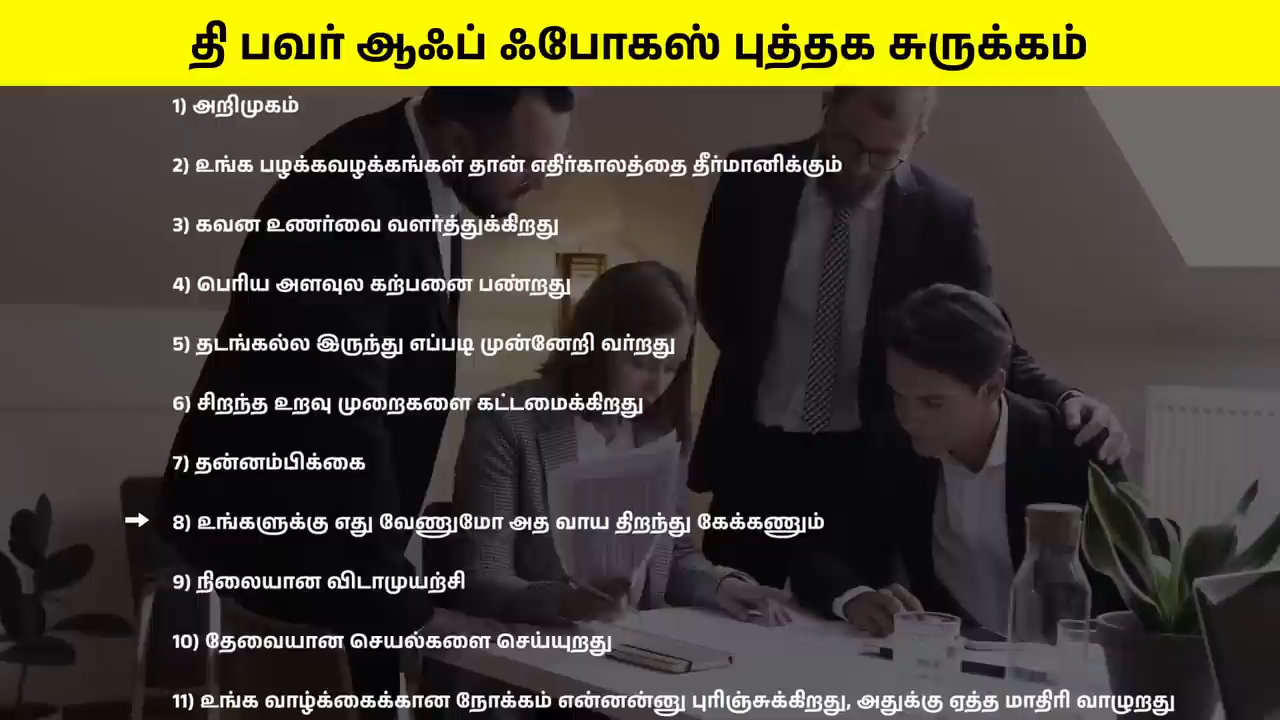 தி பவர் ஆஃப் ஃபோகஸ் புத்தக சுருக்கம்
1) அறிமுகம்
2) உங்க பழக்கவழக்கங்கள் தான் எதிர்காலத்தை தீர்மானிக்கும்
3) கவன உணர்வை வளர்த்துக்கிறது
4) பெரிய அளவுல கற்பனை பண்றது
5) தடங்கல்ல இருந்து எப்படி முன்னேறி வர்றது
6) சிறந்த உறவு முறைகளை கட்டமைக்கிறது
7) தன்னம்பிக்கை
8) உங்களுக்கு எது வேணுமோ அத வாய திறந்து கேக்கணும்
9) நிலையான விடாமுயற்சி
10) தேவையான செயல்களை செய்யுறது
11) உங்க வாழ்க்கைக்கான நோக்கம் என்னன்னு புரிஞ்சுக்கிறது, அதுக்கு ஏத்த மாதிரி வாழுறது